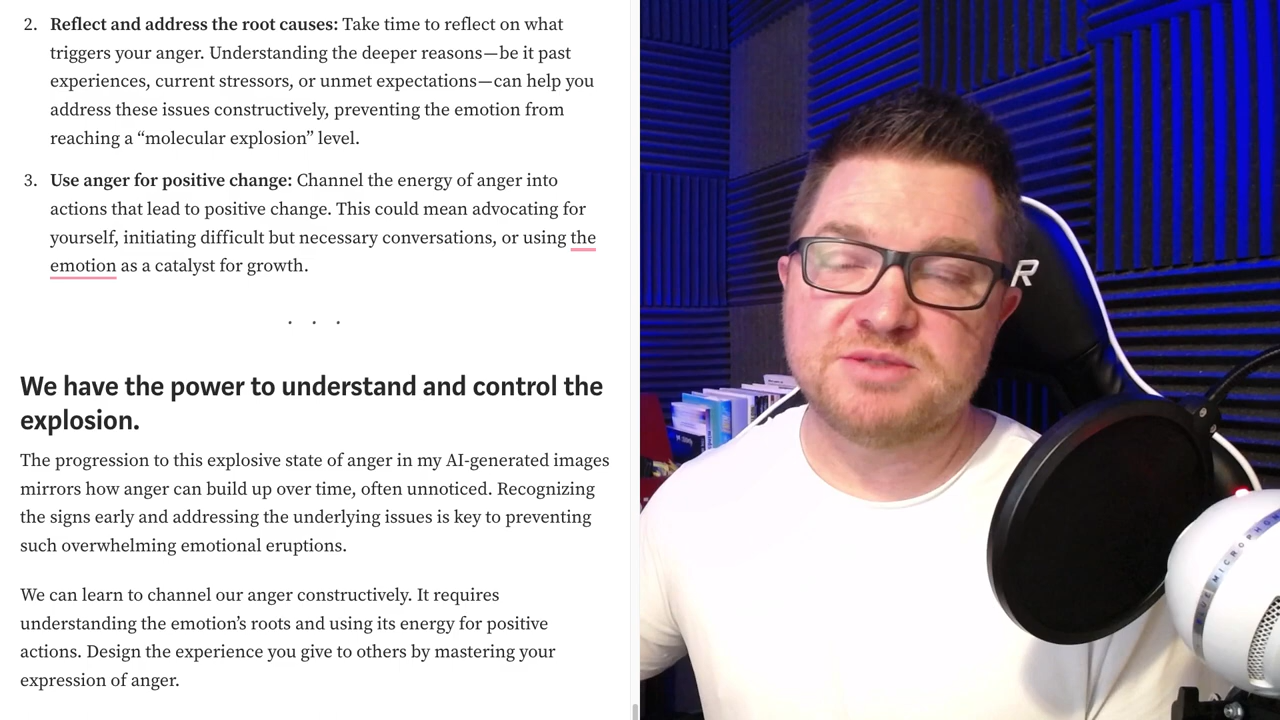 2. Reflect and address the root causes: Take time to reflect on what
triggers your anger. Understanding the deeper reasons—be it past
experiences, current stressors, or unmet expectations—can help you
address these issues constructively, preventing the emotion from
reaching a “molecular explosion” level.
3. Use anger for positive change: Channel the energy of anger into
actions that lead to positive change. This could mean advocating for
yourself, initiating difficult but necessary conversations, or using the
emotion as a catalyst for growth.
. . .
We have the power to understand and control the
explosion.
The progression to this explosive state of anger in my AI-generated images
mirrors how anger can build up over time, often unnoticed. Recognizing
the signs early and addressing the underlying issues is key to preventing
such overwhelming emotional eruptions.
We can learn to channel our anger constructively. It requires
understanding the emotion’s roots and using its energy for positive
actions. Design the experience you give to others by mastering your
expression of anger.
R
BLUE MICROPHON